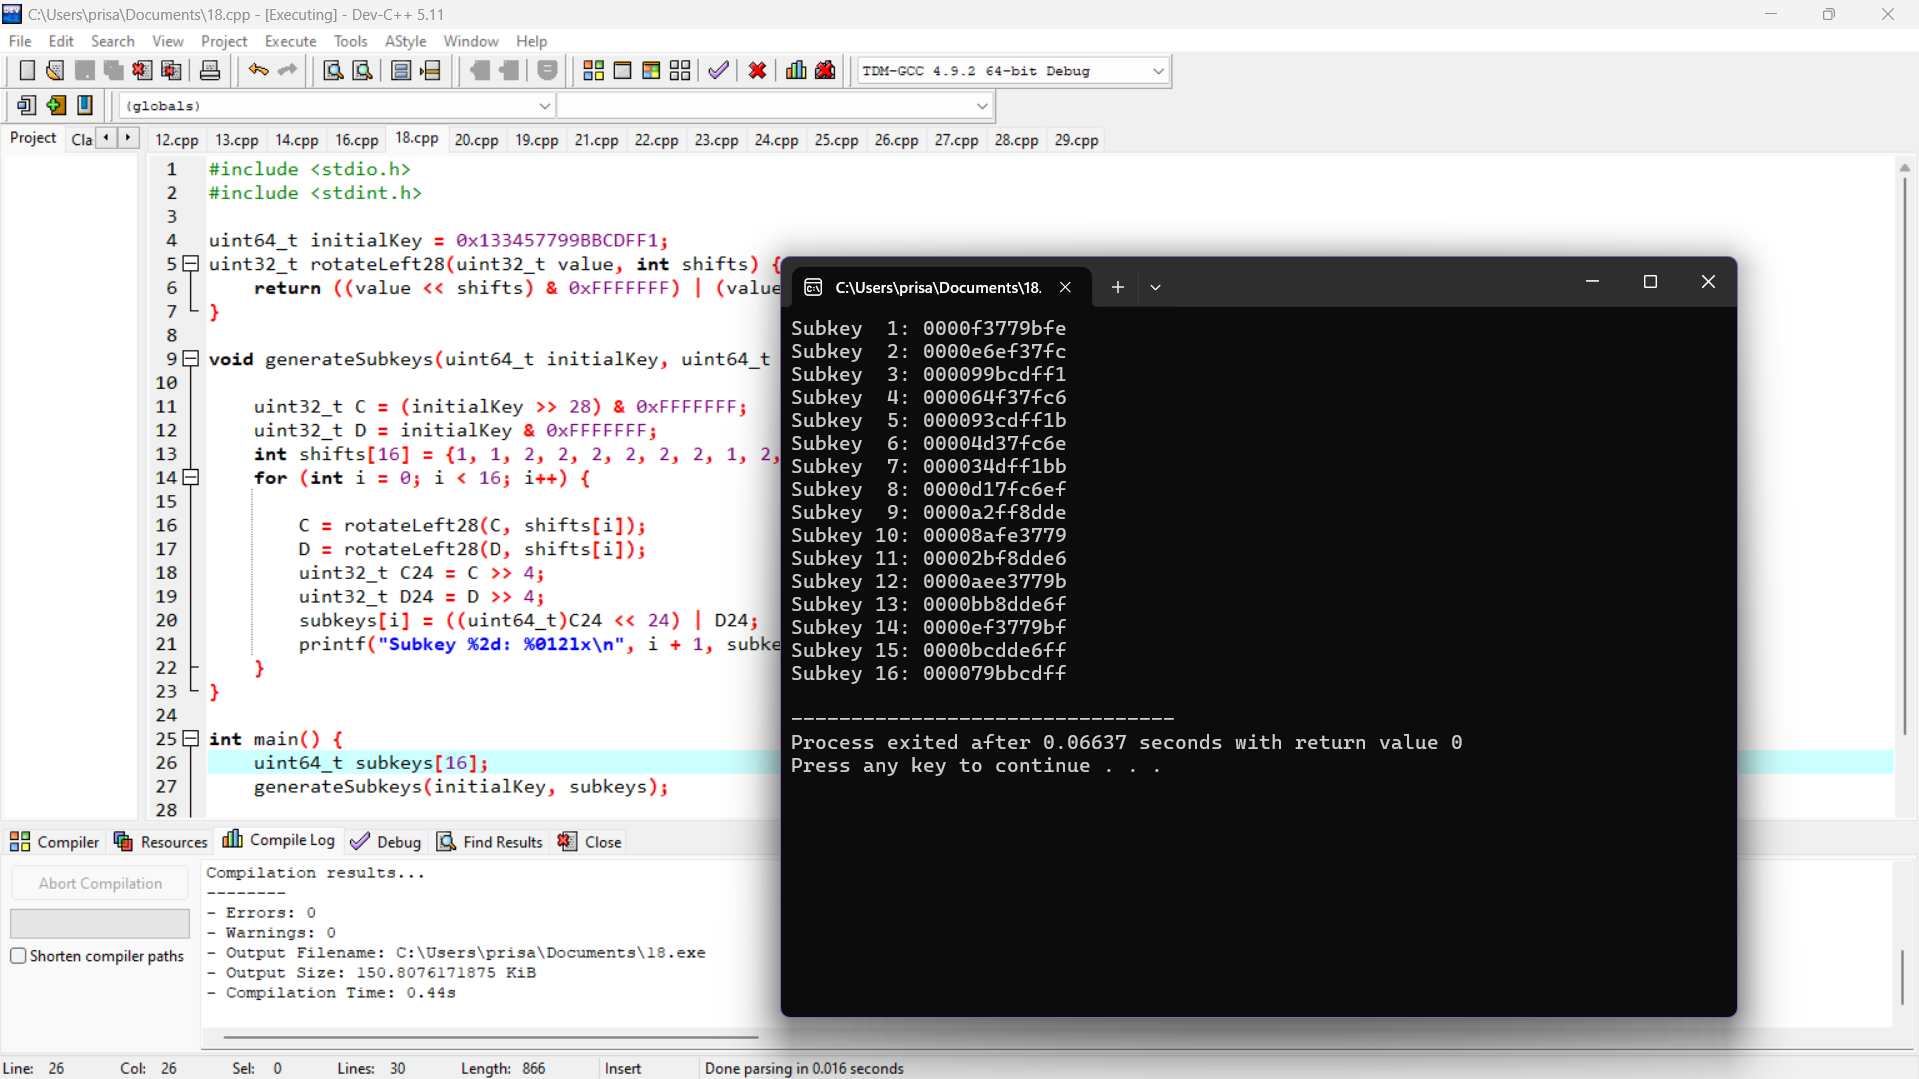 C:\Users\prisa\Documents\18.cpp - [Executing] - Dev-C++ 5.11
File Edit Search View Project Execute Tools AStyle Window Help
TDM-GCC 4.9.2 64-bit Debug
(globals)
Project Cla 12.cpp 13.cpp 14.cpp 16.cpp 18.cpp 20.cpp 19.cpp 21.cpp 22.cpp 23.cpp 24.cpp 25.cpp 26.cpp 27.cpp 28.cpp 29.cpp
1 #include <stdio.h>
2 #include <stdint.h>
3
4 uint64_t initialKey = 0x133457799BBCDFF1;
5 uint32_t rotateLeft28(uint32_t value, int shifts) {
6 return ((value << shifts) & 0xFFFFFFF) | (value
7 }
8
9 void generateSubkeys(uint64_t initialKey, uint64_t
10
11 uint32_t C = (initialKey >> 28) & 0xFFFFFFF;
12 uint32_t D = initialKey & 0xFFFFFFF;
13 int shifts[16] = {1, 1, 2, 2, 2, 2, 2, 2, 1, 2,
14 for (int i = 0; i < 16; i++) {
15
16 C = rotateLeft28(C, shifts[i]);
17 D = rotateLeft28(D, shifts[i]);
18 uint32_t C24 = C >> 4;
19 uint32_t D24 = D >> 4;
20 subkeys[i] = ((uint64_t)C24 << 24) | D24;
21 printf("Subkey %2d: %012lx\n", i + 1, subke
22 }
23 }
24
25 int main() {
26 uint64_t subkeys[16];
27 generateSubkeys(initialKey, subkeys);
28
C:\Users\prisa\Documents\18.
Subkey  1: 0000f3779bfe
Subkey  2: 0000e6ef37fc
Subkey  3: 000099bcdff1
Subkey  4: 000064f37fc6
Subkey  5: 000093cdff1b
Subkey  6: 00004d37fc6e
Subkey  7: 000034dff1bb
Subkey  8: 0000d17fc6ef
Subkey  9: 0000a2ff8dde
Subkey 10: 00008afe3779
Subkey 11: 00002bf8dde6
Subkey 12: 0000aee3779b
Subkey 13: 0000bb8dde6f
Subkey 14: 0000ef3779bf
Subkey 15: 0000bcdde6ff
Subkey 16: 000079bbcdff
--------------------------------
Process exited after 0.06637 seconds with return value 0
Press any key to continue . . .
Compiler Resources Compile Log Debug Find Results Close
Abort Compilation
Shorten compiler paths
Compilation results...
--------
- Errors: 0
- Warnings: 0
- Output Filename: C:\Users\prisa\Documents\18.exe
- Output Size: 150.8076171875 KiB
- Compilation Time: 0.44s
Line: 26 Col: 26 Sel: 0 Lines: 30 Length: 866 Insert Done parsing in 0.016 seconds